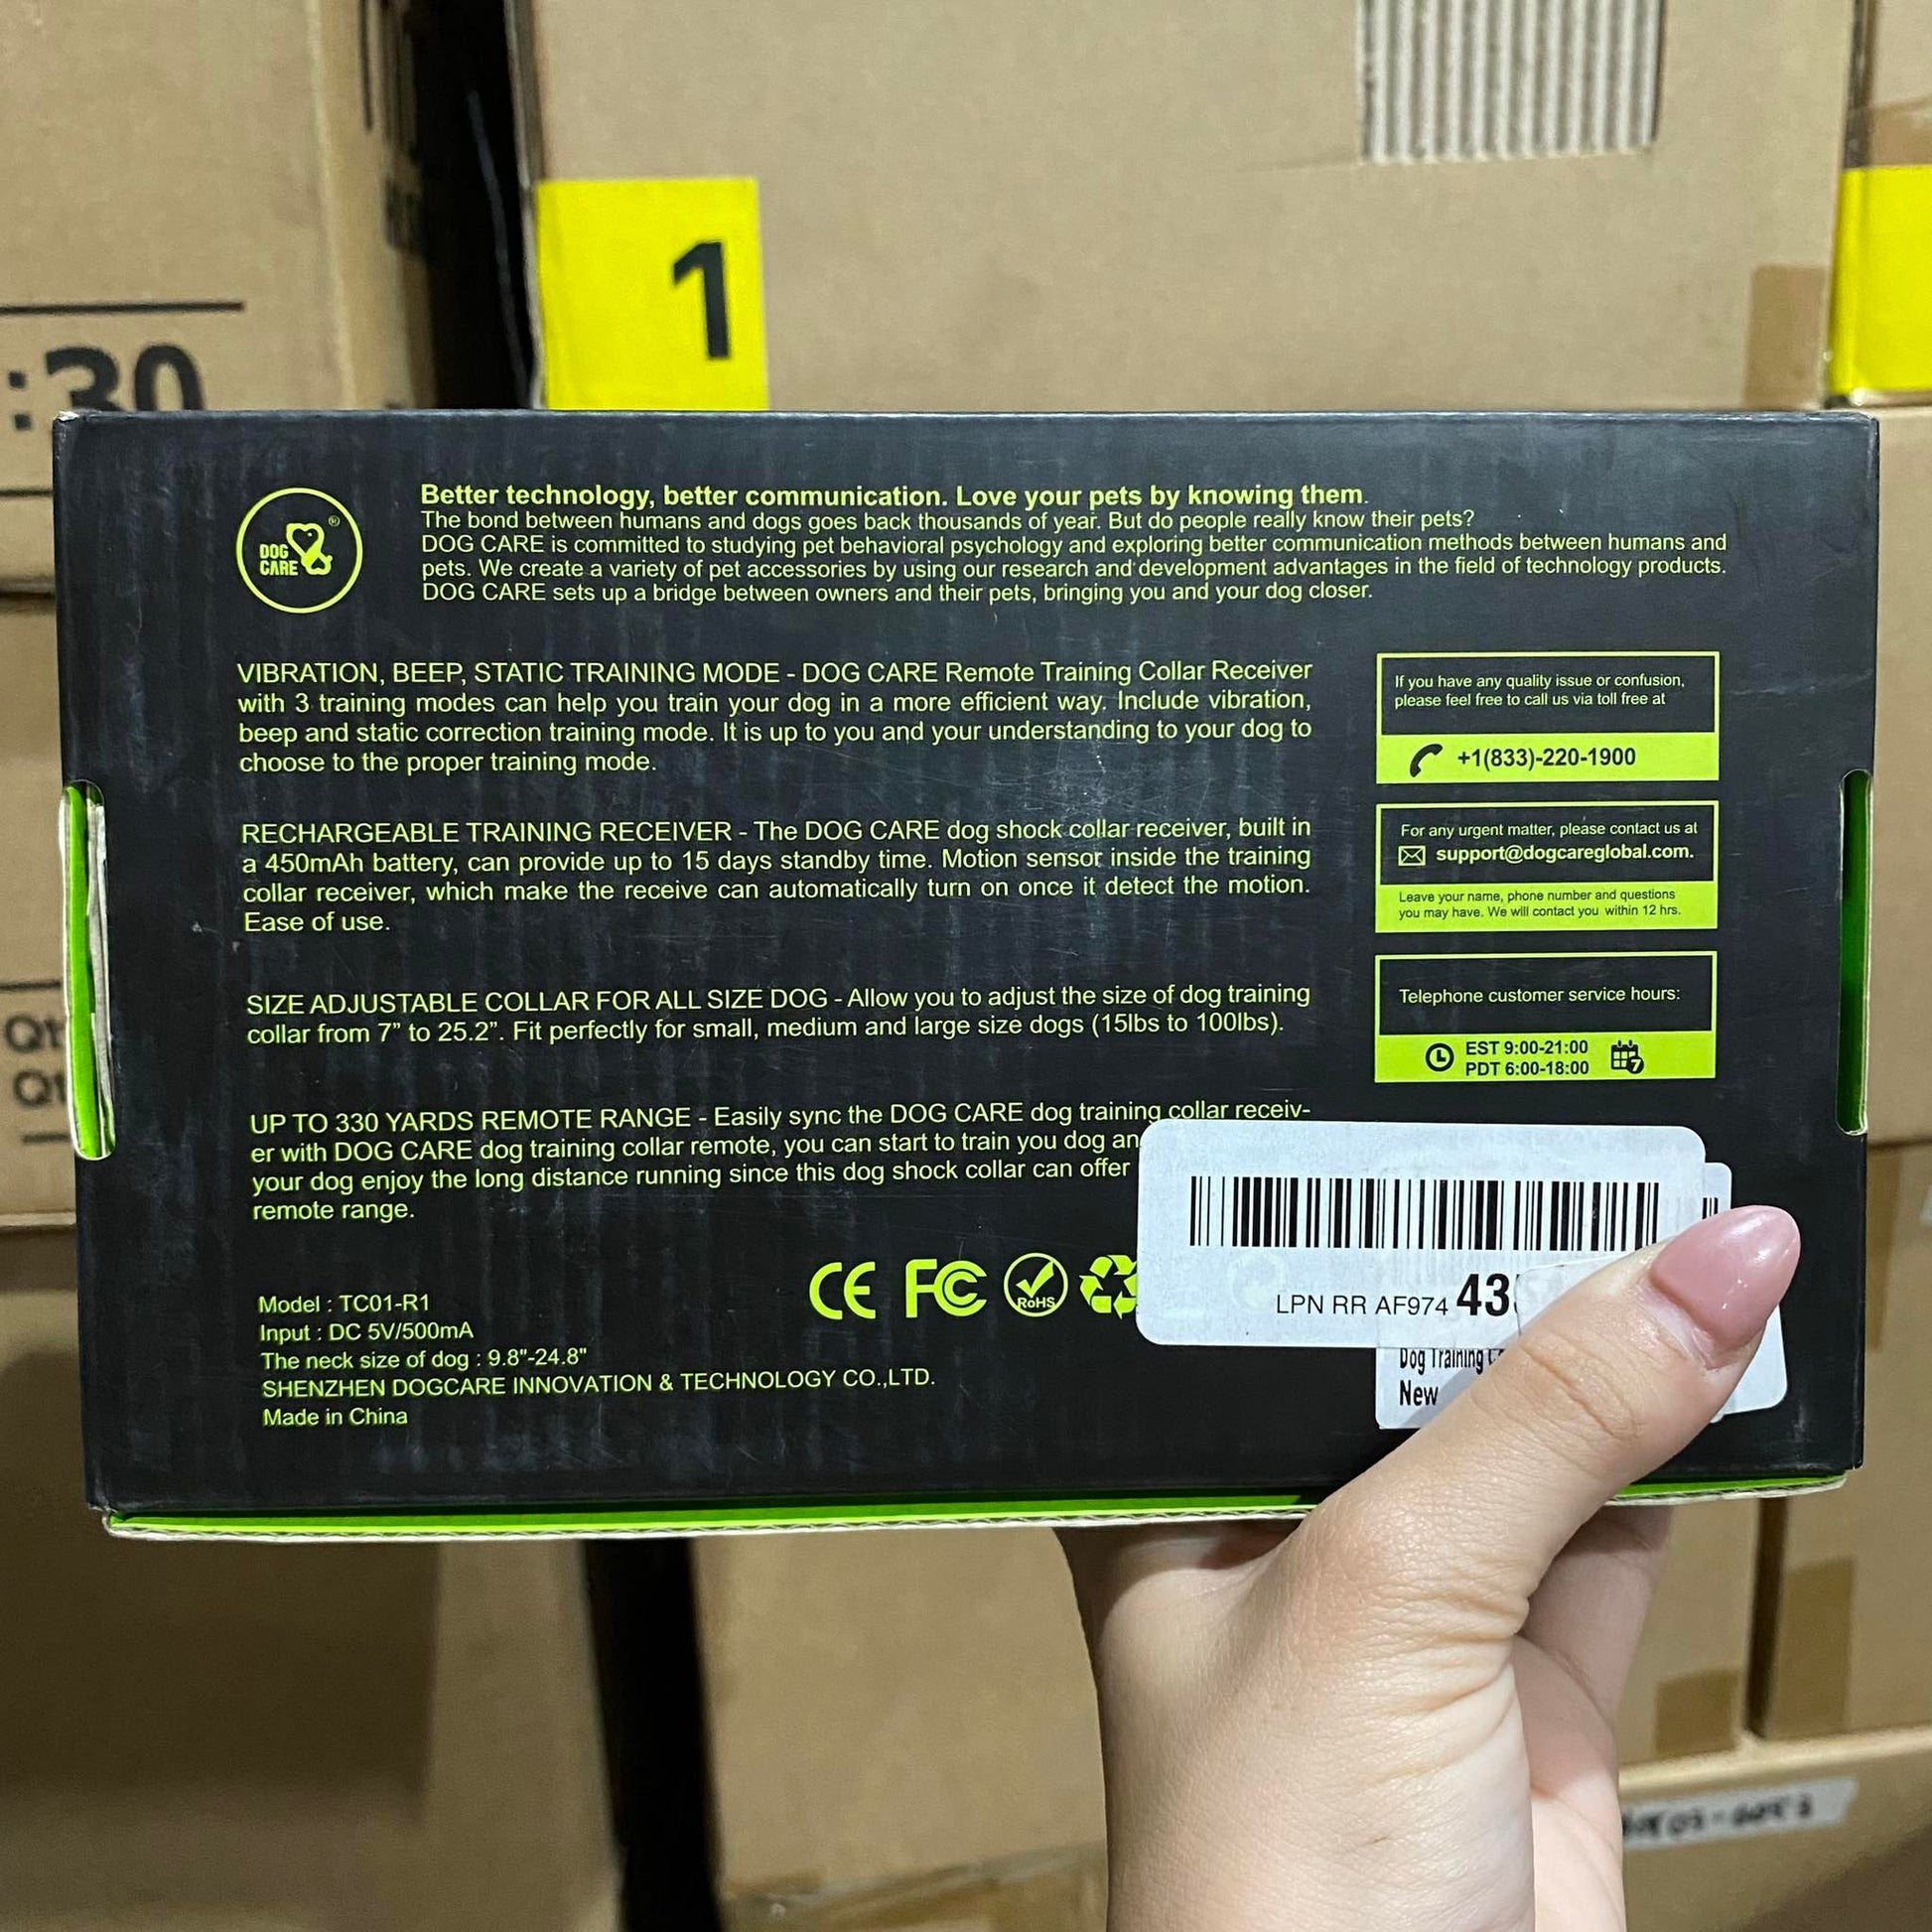 1
:30
DOG
CARE
®
Better technology, better communication. Love your pets by knowing them.
The bond between humans and dogs goes back thousands of year. But do people really know their pets?
DOG CARE is committed to studying pet behavioral psychology and exploring better communication methods between humans and
pets. We create a variety of pet accessories by using our research and development advantages in the field of technology products.
DOG CARE sets up a bridge between owners and their pets, bringing you and your dog closer.
VIBRATION, BEEP, STATIC TRAINING MODE - DOG CARE Remote Training Collar Receiver
with 3 training modes can help you train your dog in a more efficient way. Include vibration,
beep and static correction training mode. It is up to you and your understanding to your dog to
choose to the proper training mode.
RECHARGEABLE TRAINING RECEIVER - The DOG CARE dog shock collar receiver, built in
a 450mAh battery, can provide up to 15 days standby time. Motion sensor inside the training
collar receiver, which make the receive can automatically turn on once it detect the motion.
Ease of use.
SIZE ADJUSTABLE COLLAR FOR ALL SIZE DOG - Allow you to adjust the size of dog training
collar from 7” to 25.2”. Fit perfectly for small, medium and large size dogs (15lbs to 100lbs).
UP TO 330 YARDS REMOTE RANGE - Easily sync the DOG CARE dog training collar receiv-
er with DOG CARE dog training collar remote, you can start to train you dog an
your dog enjoy the long distance running since this dog shock collar can offer
remote range.
If you have any quality issue or confusion,
please feel free to call us via toll free at
+1(833)-220-1900
For any urgent matter, please contact us at
support@dogcareglobal.com.
Leave your name, phone number and questions
you may have. We will contact you within 12 hrs.
Telephone customer service hours:
EST 9:00-21:00
PDT 6:00-18:00
7
Model : TC01-R1
Input : DC 5V/500mA
The neck size of dog : 9.8"-24.8"
SHENZHEN DOGCARE INNOVATION & TECHNOLOGY CO.,LTD.
Made in China
CE FC RoHS
LPN RR AF974 43
Dog Training
New
Qt
Qt